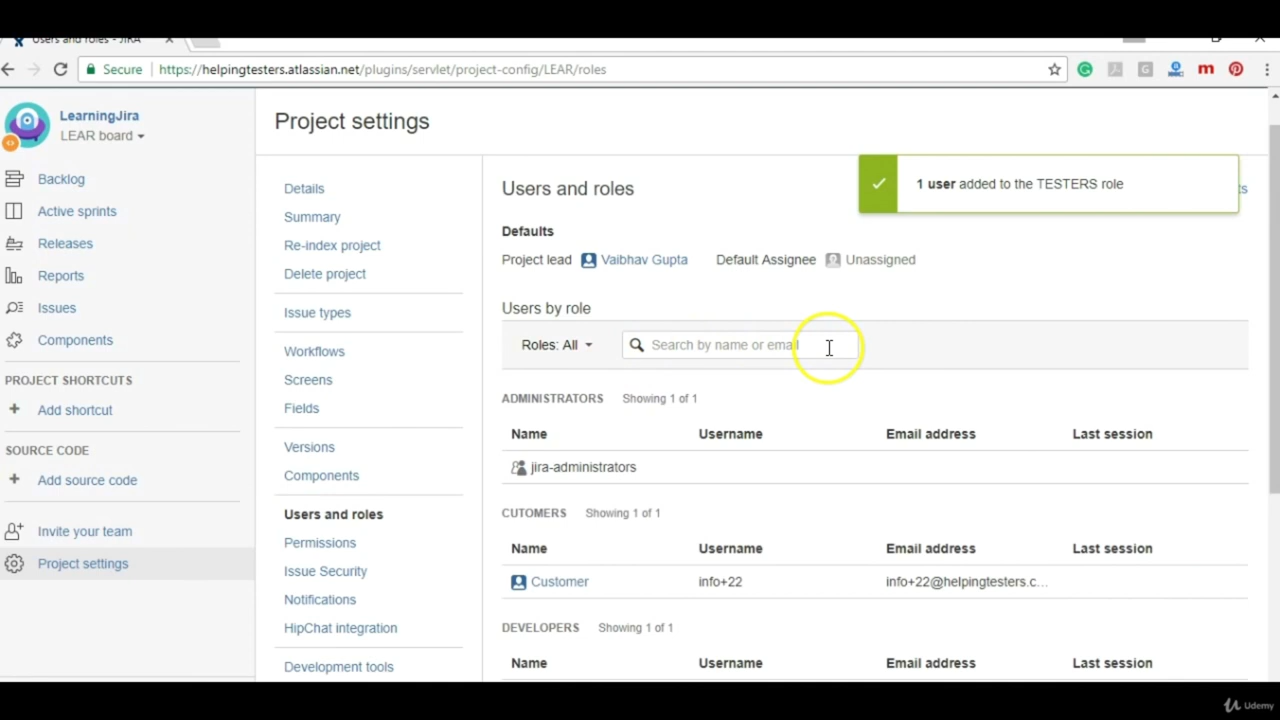 Users and roles - JIRA
Secure https://helpingtesters.atlassian.net/plugins/servlet/project-config/LEAR/roles
LearningJira
LEAR board
Backlog
Active sprints
Releases
Reports
Issues
Components
PROJECT SHORTCUTS
Add shortcut
SOURCE CODE
Add source code
Invite your team
Project settings
Project settings
Details
Summary
Re-index project
Delete project
Issue types
Workflows
Screens
Fields
Versions
Components
Users and roles
Permissions
Issue Security
Notifications
HipChat integration
Development tools
Users and roles
1 user added to the TESTERS role
Defaults
Project lead Vaibhav Gupta Default Assignee Unassigned
Users by role
Roles: All Search by name or email
ADMINISTRATORS Showing 1 of 1
Name Username Email address Last session
jira-administrators
CUTOMERS Showing 1 of 1
Name Username Email address Last session
Customer info+22 info+22@helpingtesters.c...
DEVELOPERS Showing 1 of 1
Name Username Email address Last session
Udemy